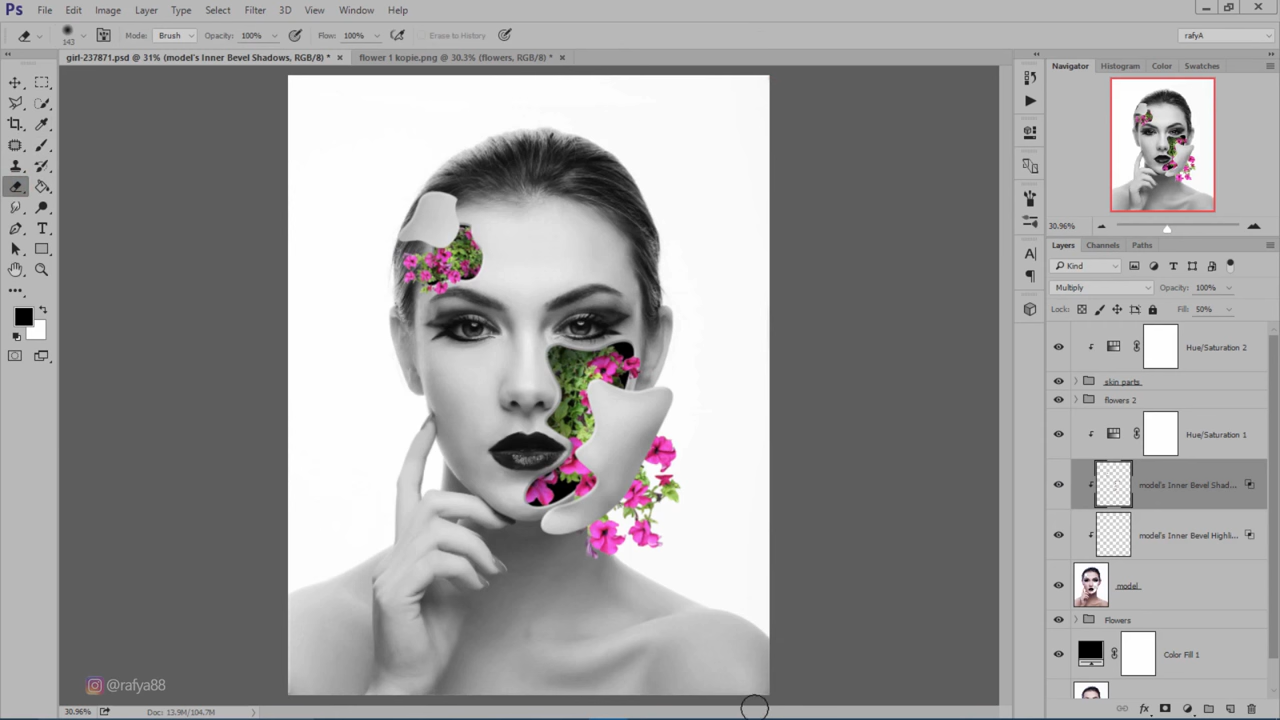 Ps File Edit Image Layer Type Select Filter 3D View Window Help
143 Mode: Brush Opacity: 100% Flow: 100% Erase to History rafyA
girl-237871.psd @ 31% (model's Inner Bevel Shadows, RGB/8) * × flower 1 kopie.png @ 30.3% (flowers, RGB/8) * ×
Navigator Histogram Color Swatches
30.96%
Layers Channels Paths
Kind
Multiply Opacity: 100%
Lock: Fill: 50%
Hue/Saturation 2
skin parts
flowers 2
Hue/Saturation 1
model's Inner Bevel Shad...
model's Inner Bevel Highli...
model
Flowers
Color Fill 1
@rafya88
30.96% Doc: 13.9M/104.7M